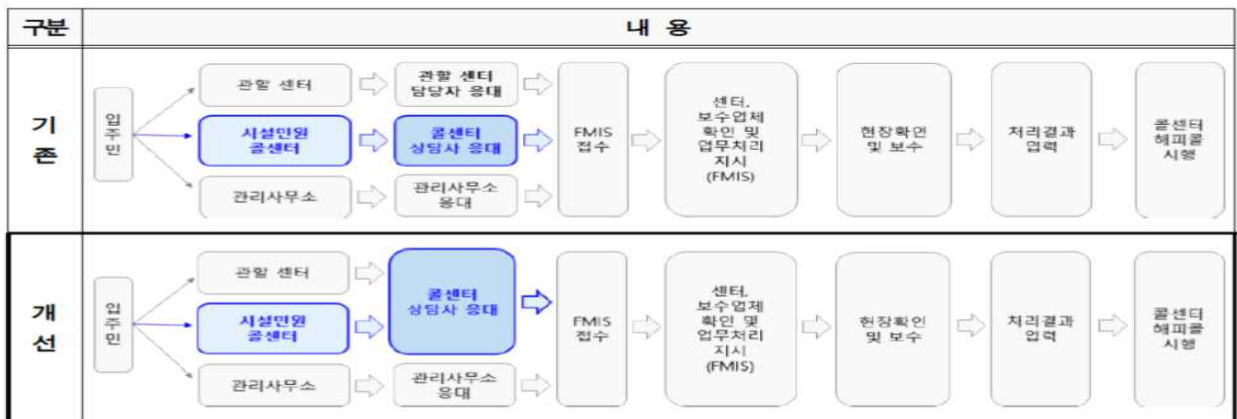 구분
내 용
기
존
입
주
민
관할 센터
관할 센터
담당자 응대
시설민원
콜센터
콜센터
상담사 응대
관리사무소
관리사무소
응대
FMIS
접수
센터,
보수업체
확인 및
업무처리
지시
(FMIS)
현장확인
및 보수
처리결과
입력
콜센터
해피콜
시행
개
선
입
주
민
관할 센터
시설민원
콜센터
콜센터
상담사 응대
관리사무소
관리사무소
응대
FMIS
접수
센터,
보수업체
확인 및
업무처리
지시
(FMIS)
현장확인
및 보수
처리결과
입력
콜센터
해피콜
시행